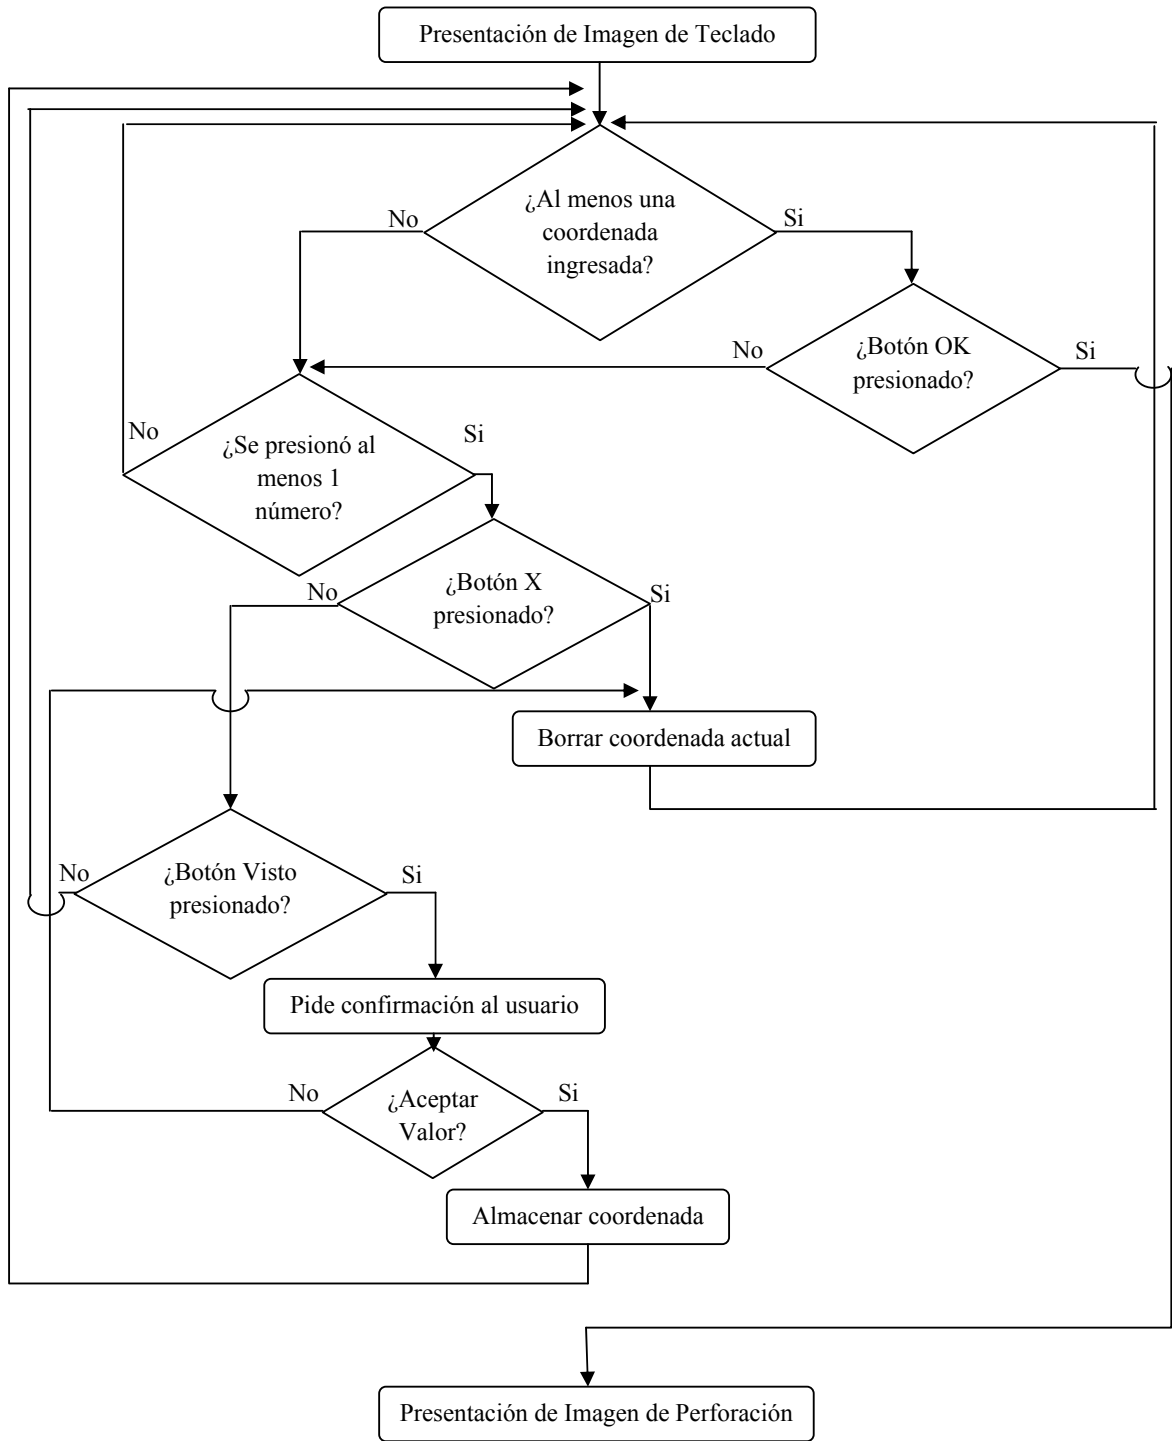 Presentación de Imagen de Teclado
¿Al menos una
coordenada
ingresada?
No
Si
¿Botón OK
presionado?
No
Si
¿Se presionó al
menos 1
número?
No
Si
¿Botón X
presionado?
No
Si
Borrar coordenada actual
¿Botón Visto
presionado?
No
Si
Pide confirmación al usuario
¿Aceptar
Valor?
No
Si
Almacenar coordenada
Presentación de Imagen de Perforación